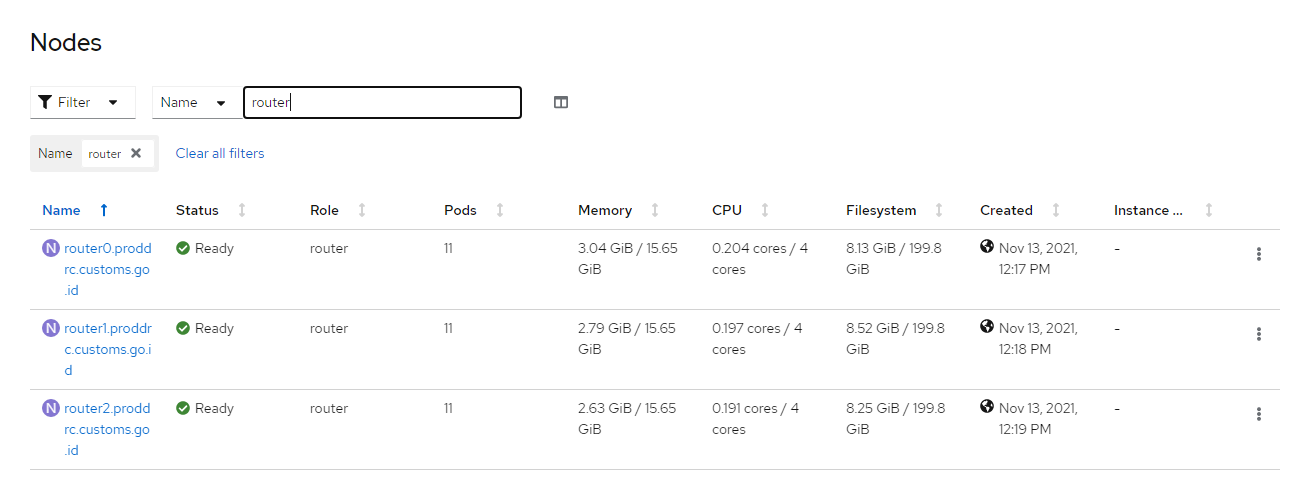 Nodes
Filter Name router
Name router Clear all filters
Name Status Role Pods Memory CPU Filesystem Created Instance ...
N router0.prodd Ready router 11 3.04 GiB / 15.65 0.204 cores / 4 8.13 GiB / 199.8 Nov 13, 2021,
rc.customs.go GiB cores GiB 12:17 PM -
.id
N router1.proddr Ready router 11 2.79 GiB / 15.65 0.197 cores / 4 8.52 GiB / 199.8 Nov 13, 2021,
c.customs.go.i GiB cores GiB 12:18 PM -
d
N router2.prodd Ready router 11 2.63 GiB / 15.65 0.191 cores / 4 8.25 GiB / 199.8 Nov 13, 2021,
rc.customs.go GiB cores GiB 12:19 PM -
.id